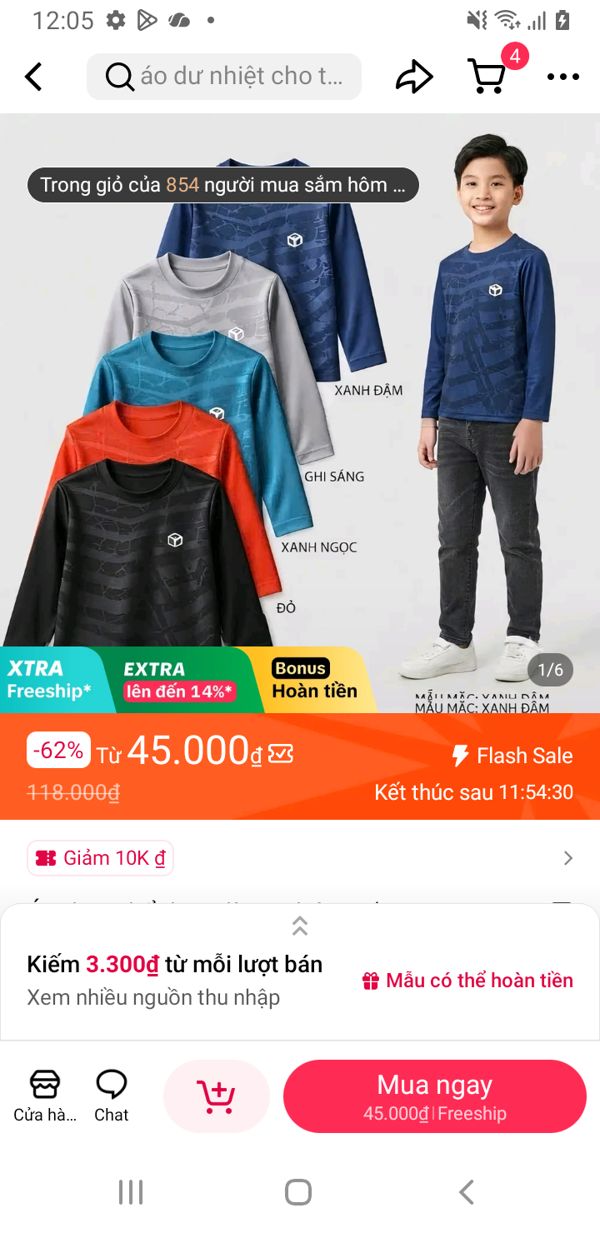 12:05
4
áo dư nhiệt cho t...
Trong giỏ của 854 người mua sắm hôm ...
XANH ĐẬM
GHI SÁNG
XANH NGỌC
ĐỎ
XTRA
Freeship*
EXTRA
lên đến 14%*
Bonus
Hoàn tiền
1/6
MẪU MẶC: XANH ĐẬM
MẪU MẶC: XANH ĐẬM
-62% Từ 45.000₫
Flash Sale
118.000₫
Kết thúc sau 11:54:30
Giảm 10K ₫
Kiếm 3.300₫ từ mỗi lượt bán
Xem nhiều nguồn thu nhập
Mẫu có thể hoàn tiền
Cửa hà...
Chat
Mua ngay
45.000₫ | Freeship